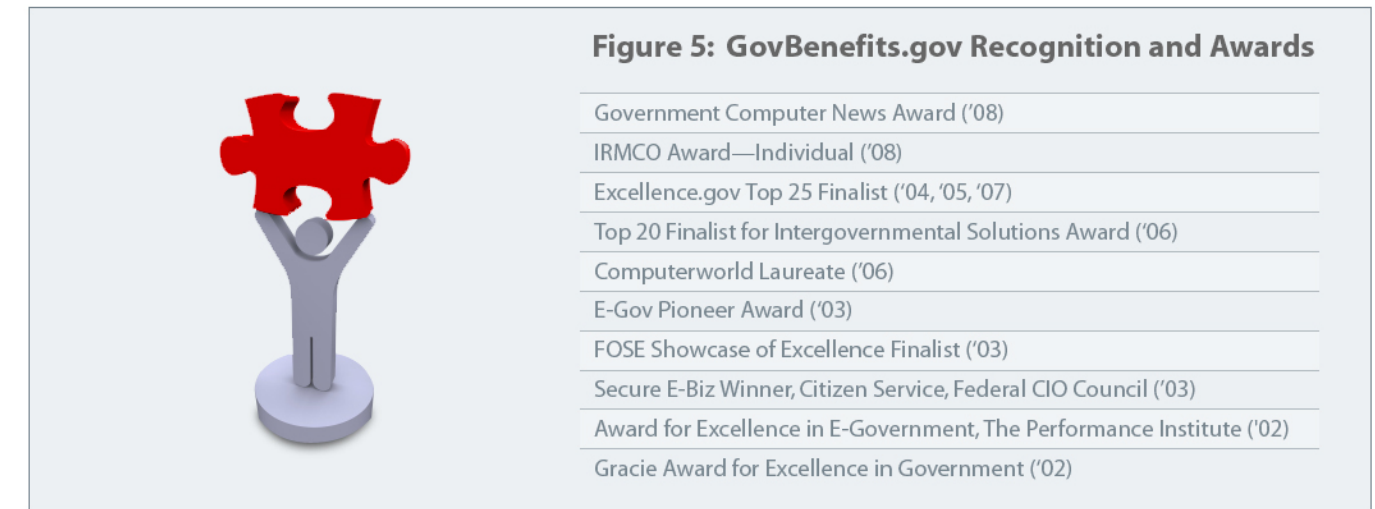 Figure 5: GovBenefits.gov Recognition and Awards
Government Computer News Award (’08)
IRMCO Award—Individual (’08)
Excellence.gov Top 25 Finalist (‘04, ‘05, ‘07)
Top 20 Finalist for Intergovernmental Solutions Award (‘06)
Computerworld Laureate (‘06)
E-Gov Pioneer Award (‘03)
FOSE Showcase of Excellence Finalist (‘03)
Secure E-Biz Winner, Citizen Service, Federal CIO Council (‘03)
Award for Excellence in E-Government, The Performance Institute ('02)
Gracie Award for Excellence in Government (‘02)